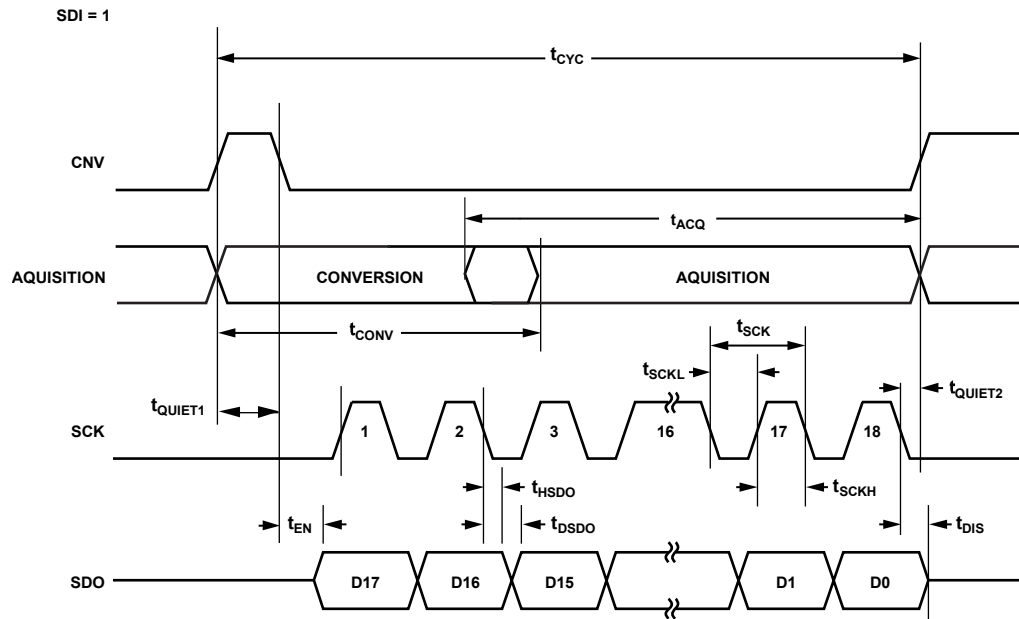 SDI = 1
tCYC
CNV
tACQ
AQUISITION
CONVERSION
AQUISITION
tCONV
tSCK
tSCKL
tQUIET1
tQUIET2
SCK
1
2
3
16
17
18
tHSDO
tSCKH
tEN
tDSDO
tDIS
SDO
D17
D16
D15
D1
D0